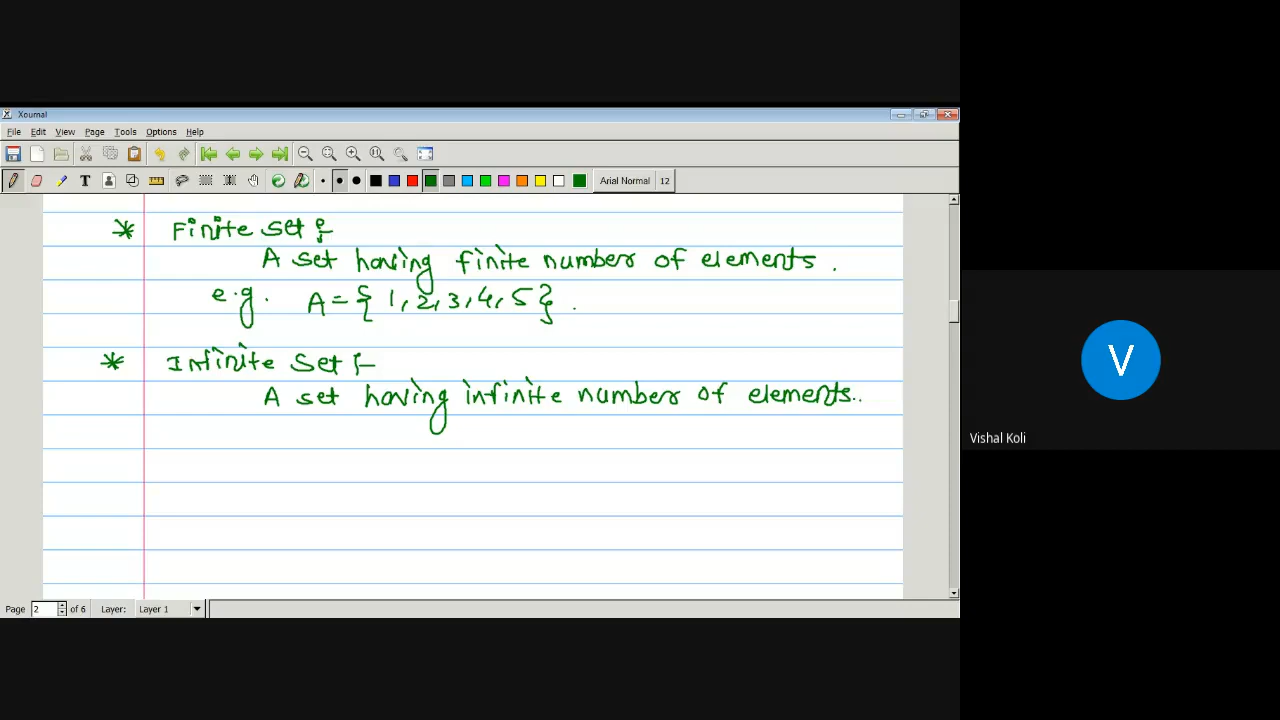 Xournal
File Edit View Page Tools Options Help
Arial Normal 12
* Finite set :-
A set having finite number of elements.
e.g. A = { 1, 2, 3, 4, 5 } .
* Infinite set :-
A set having infinite number of elements..
V
Vishal Koli
Page 2 of 6 Layer: Layer 1